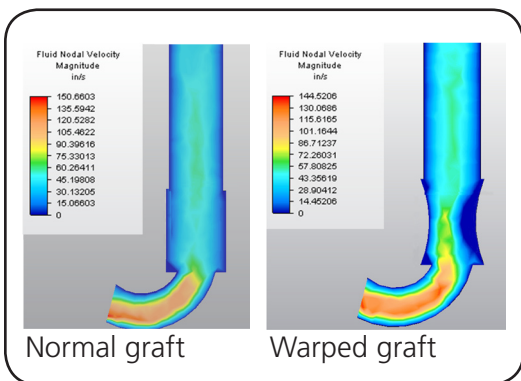 Fluid Nodal Velocity
Magnitude
in/s
150.6603
135.5942
120.5282
105.4622
90.39616
75.33013
60.26411
45.19808
30.13205
15.06603
0
Normal graft
Fluid Nodal Velocity
Magnitude
in/s
144.5206
130.0686
115.6165
101.1644
86.71237
72.26031
57.80825
43.35619
28.90412
14.45206
0
Warped graft